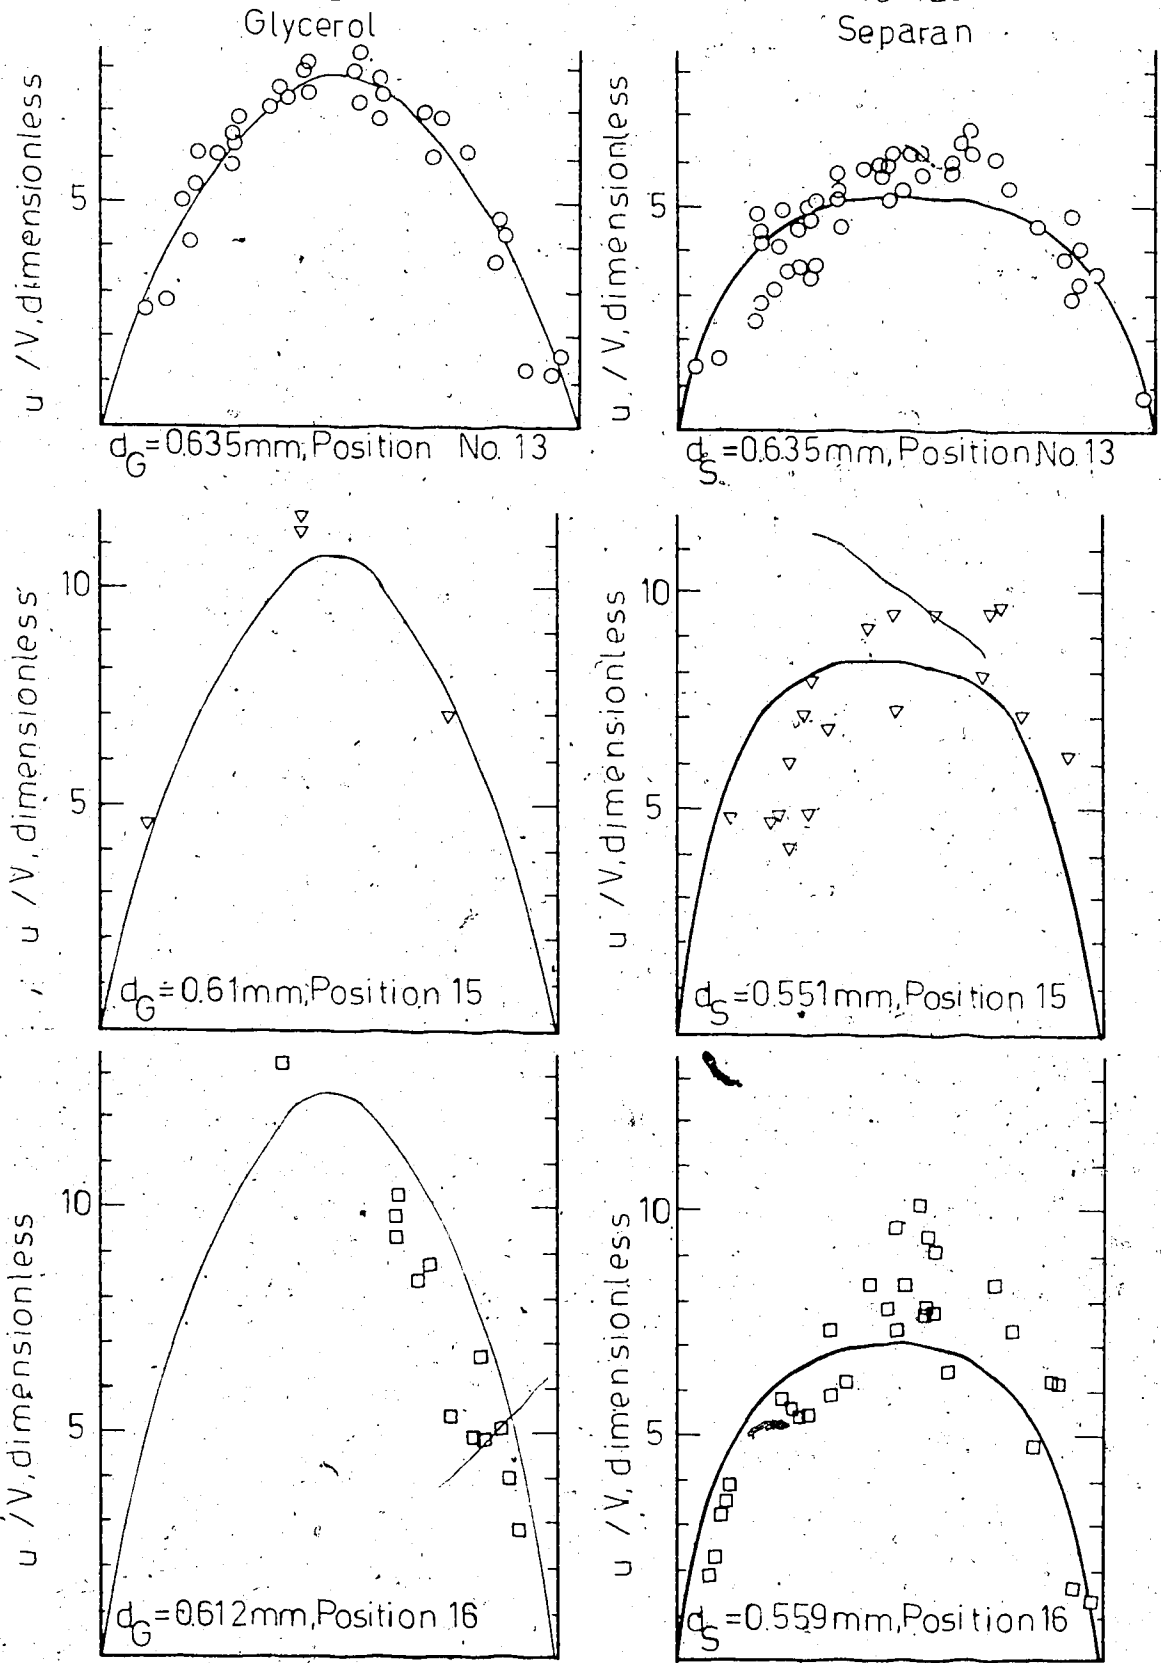 Glycerol
Separan
u /V, dimensionless
5
d_G=0.635mm, Position No. 13
u /V, dimensionless
5
d_S=0.635mm, Position No. 13
u /V, dimensionless
10
5
d_G=0.61mm, Position 15
u /V, dimensionless
10
5
d_S=0.551mm, Position 15
u /V, dimensionless
10
5
d_G=0.612mm, Position 16
u /V, dimensionless
10
5
d_S=0.559mm, Position 16